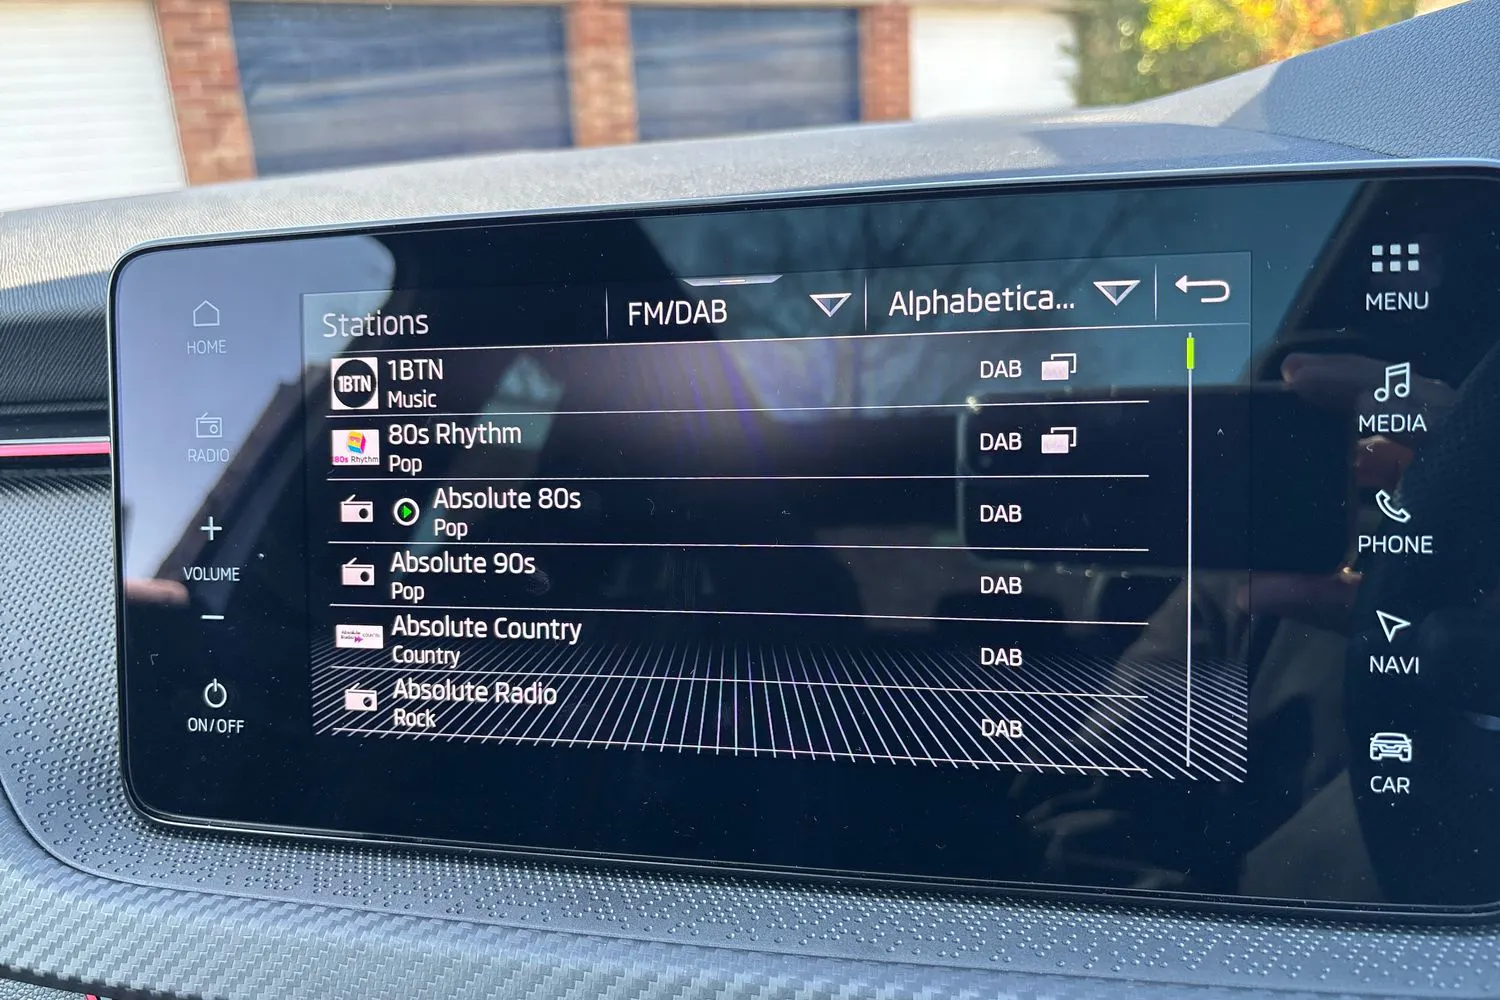 Stations
FM/DAB
Alphabetica...
HOME
RADIO
+
VOLUME
−
ON/OFF
1BTN
1BTN
Music
DAB
80s Rhythm
80s Rhythm
Pop
DAB
Absolute 80s
Pop
DAB
Absolute 90s
Pop
DAB
Absolute Country
Country
DAB
Absolute Radio
Rock
DAB
MENU
MEDIA
PHONE
NAVI
CAR